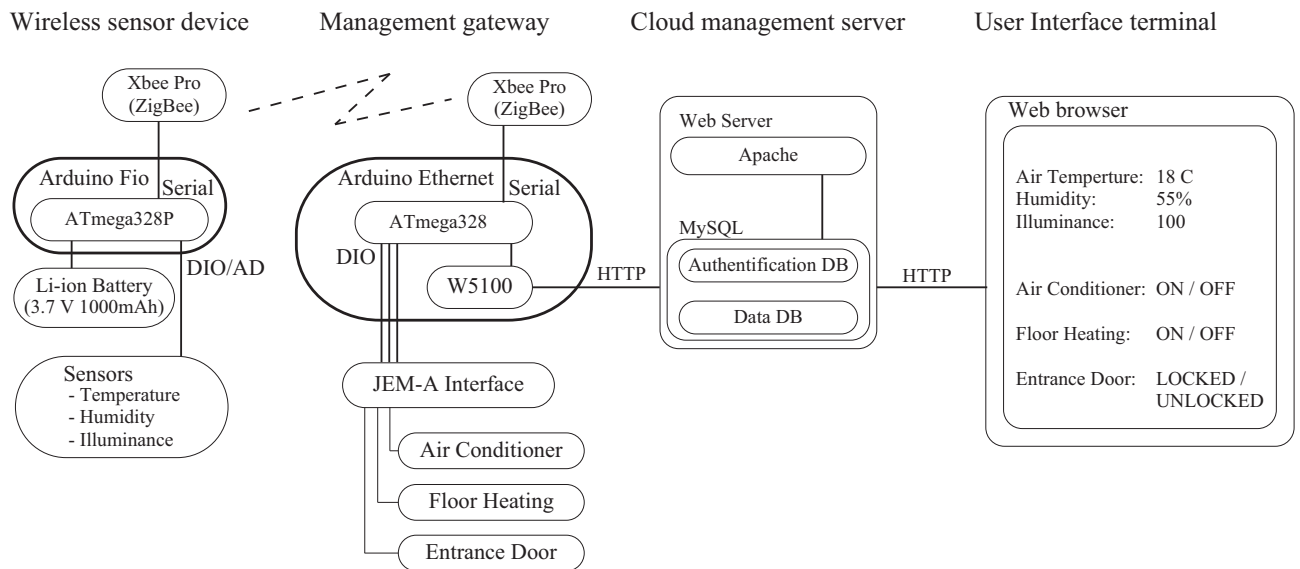 Wireless sensor device
Management gateway
Cloud management server
User Interface terminal
Xbee Pro
(ZigBee)
Arduino Fio
Serial
ATmega328P
DIO/AD
Li-ion Battery
(3.7 V 1000mAh)
Sensors
- Temperature
- Humidity
- Illuminance
Xbee Pro
(ZigBee)
Arduino Ethernet
Serial
ATmega328
DIO
W5100
HTTP
JEM-A Interface
Air Conditioner
Floor Heating
Entrance Door
Web Server
Apache
MySQL
Authentification DB
Data DB
HTTP
Web browser
Air Temperture: 18 C
Humidity: 55%
Illuminance: 100
Air Conditioner: ON / OFF
Floor Heating: ON / OFF
Entrance Door: LOCKED /
UNLOCKED